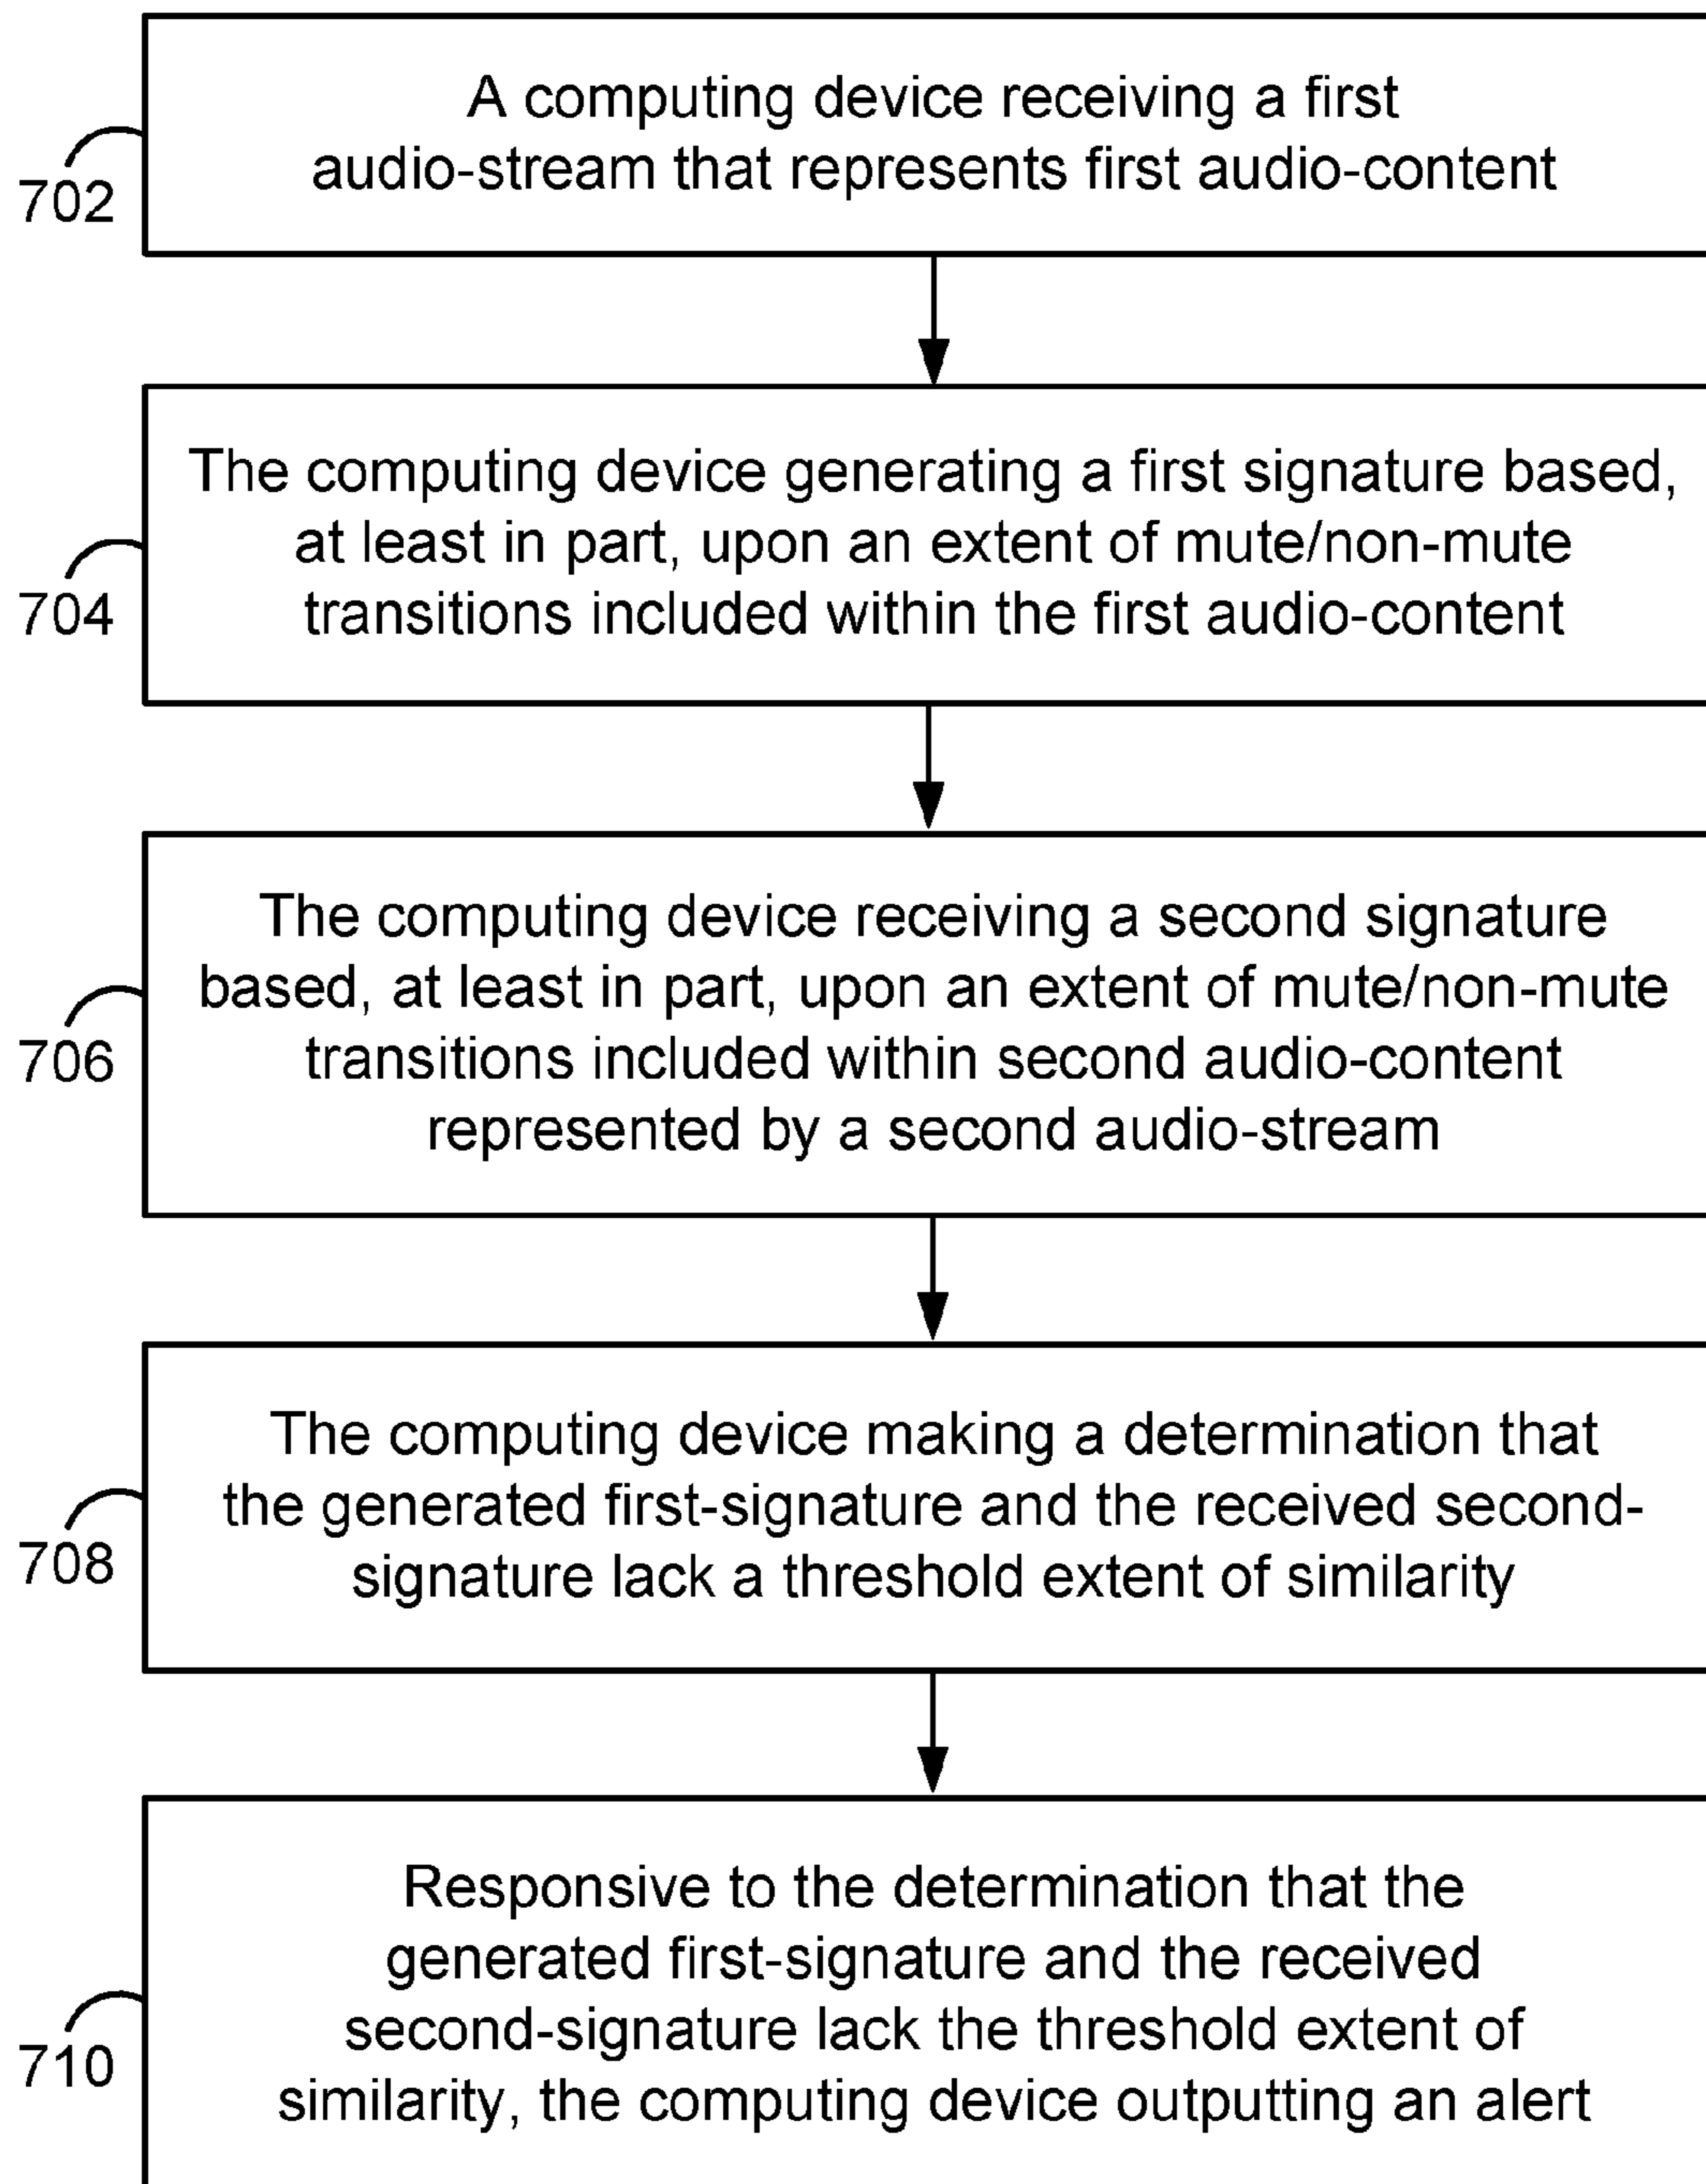 A computing device receiving a first
audio-stream that represents first audio-content
702
The computing device generating a first signature based,
at least in part, upon an extent of mute/non-mute
transitions included within the first audio-content
704
The computing device receiving a second signature
based, at least in part, upon an extent of mute/non-mute
transitions included within second audio-content
represented by a second audio-stream
706
The computing device making a determination that
the generated first-signature and the received second-
signature lack a threshold extent of similarity
708
Responsive to the determination that the
generated first-signature and the received
second-signature lack the threshold extent of
similarity, the computing device outputting an alert
710